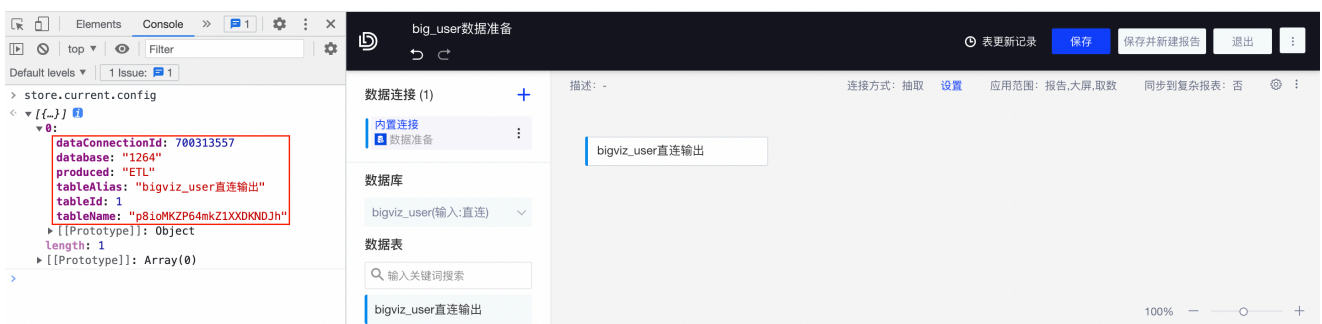 Elements Console » 1
top ▼ Filter
Default levels ▼ 1 Issue: 1
> store.current.config
▼ [{…}]
▼ 0:
dataConnectionId: 700313557
database: "1264"
produced: "ETL"
tableAlias: "bigviz_user直连输出"
tableId: 1
tableName: "p8ioMKZP64mkZ1XXDKNDJh"
▶ [[Prototype]]: Object
length: 1
▶ [[Prototype]]: Array(0)
>
big_user数据准备
表更新记录 保存 保存并新建报告 退出
数据连接 (1) +
内置连接
数据准备
数据库
bigviz_user(输入:直连)
数据表
输入关键词搜索
bigviz_user直连输出
描述: - 连接方式: 抽取 设置 应用范围: 报告,大屏,取数 同步到复杂报表: 否
bigviz_user直连输出
100% − +